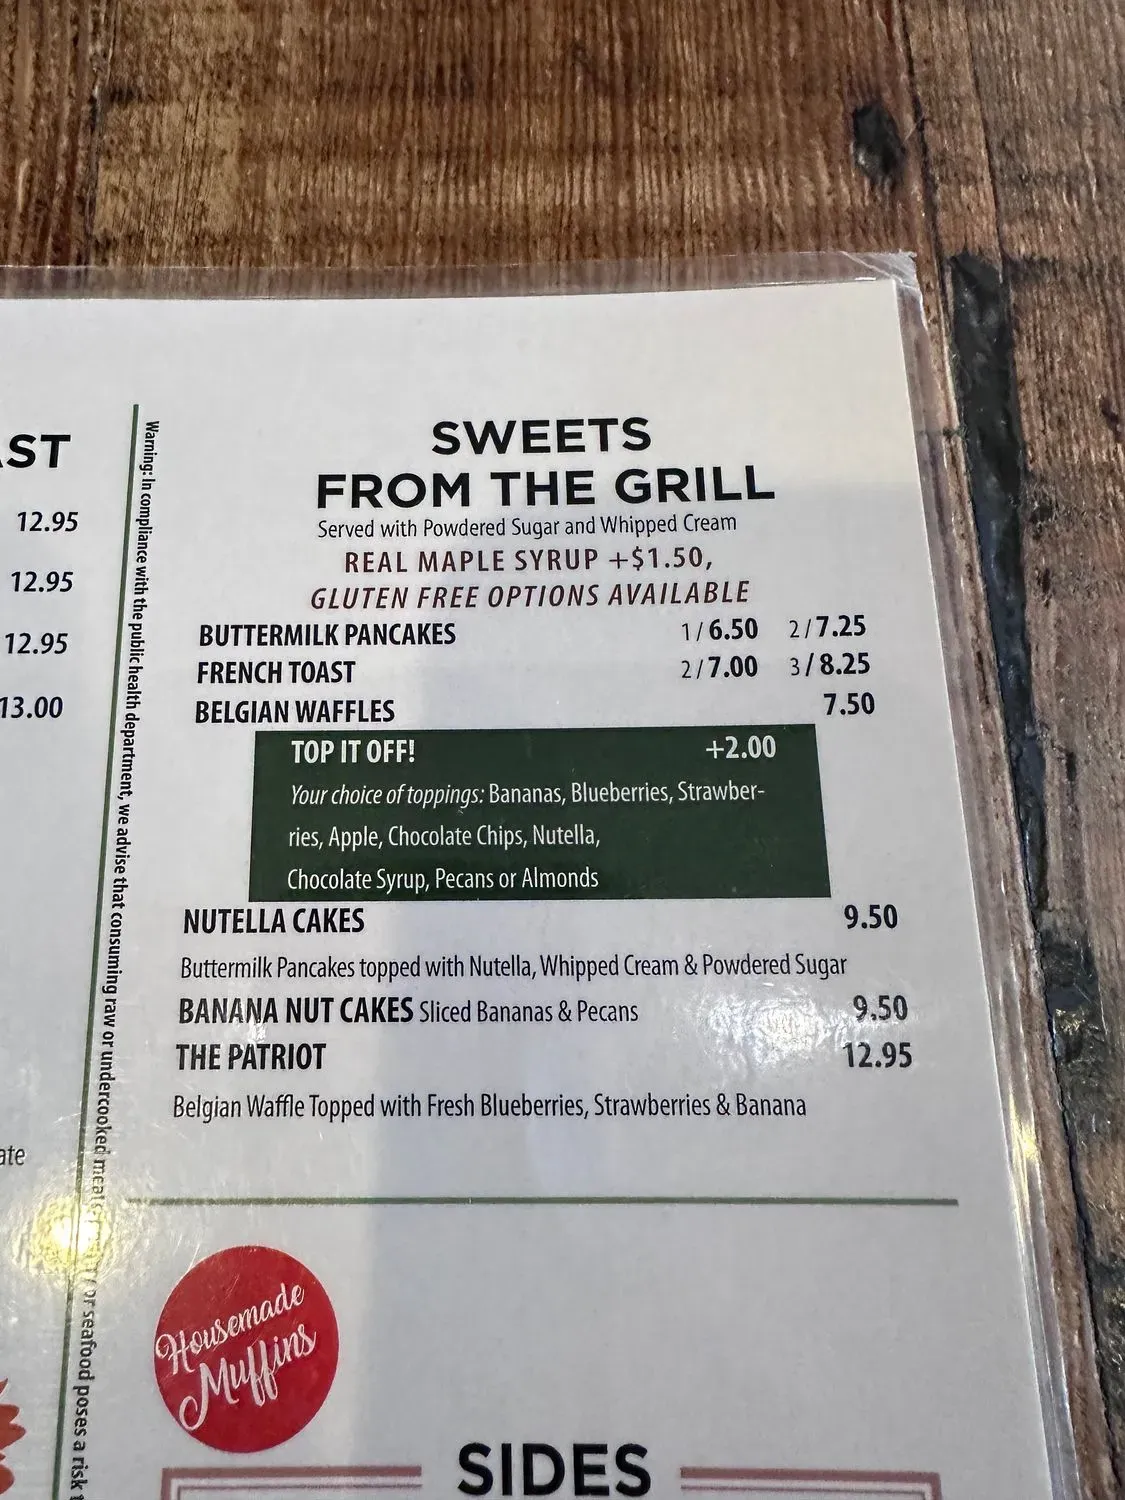 AST
12.95
12.95
12.95
13.00
ate
Warning: In compliance with the public health department, we advise that consuming raw or undercooked meats or seafood poses a risk
SWEETS
FROM THE GRILL
Served with Powdered Sugar and Whipped Cream
REAL MAPLE SYRUP +$1.50,
GLUTEN FREE OPTIONS AVAILABLE
BUTTERMILK PANCAKES 1/6.50 2/7.25
FRENCH TOAST 2/7.00 3/8.25
BELGIAN WAFFLES 7.50
TOP IT OFF! +2.00
Your choice of toppings: Bananas, Blueberries, Strawber-
ries, Apple, Chocolate Chips, Nutella,
Chocolate Syrup, Pecans or Almonds
NUTELLA CAKES 9.50
Buttermilk Pancakes topped with Nutella, Whipped Cream & Powdered Sugar
BANANA NUT CAKES Sliced Bananas & Pecans 9.50
THE PATRIOT 12.95
Belgian Waffle Topped with Fresh Blueberries, Strawberries & Banana
Housemade
Muffins
SIDES